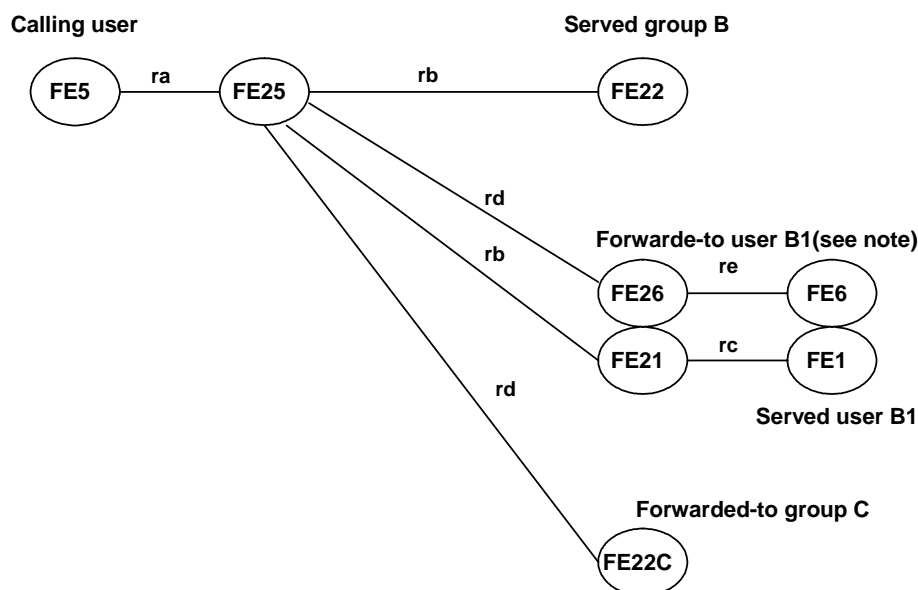 Calling user
Served group B
FE5
ra
FE25
rb
FE22
rd
rb
Forwarde-to user B1(see note)
FE26
re
FE6
FE21
rc
FE1
rd
Served user B1
Forwarded-to group C
FE22C